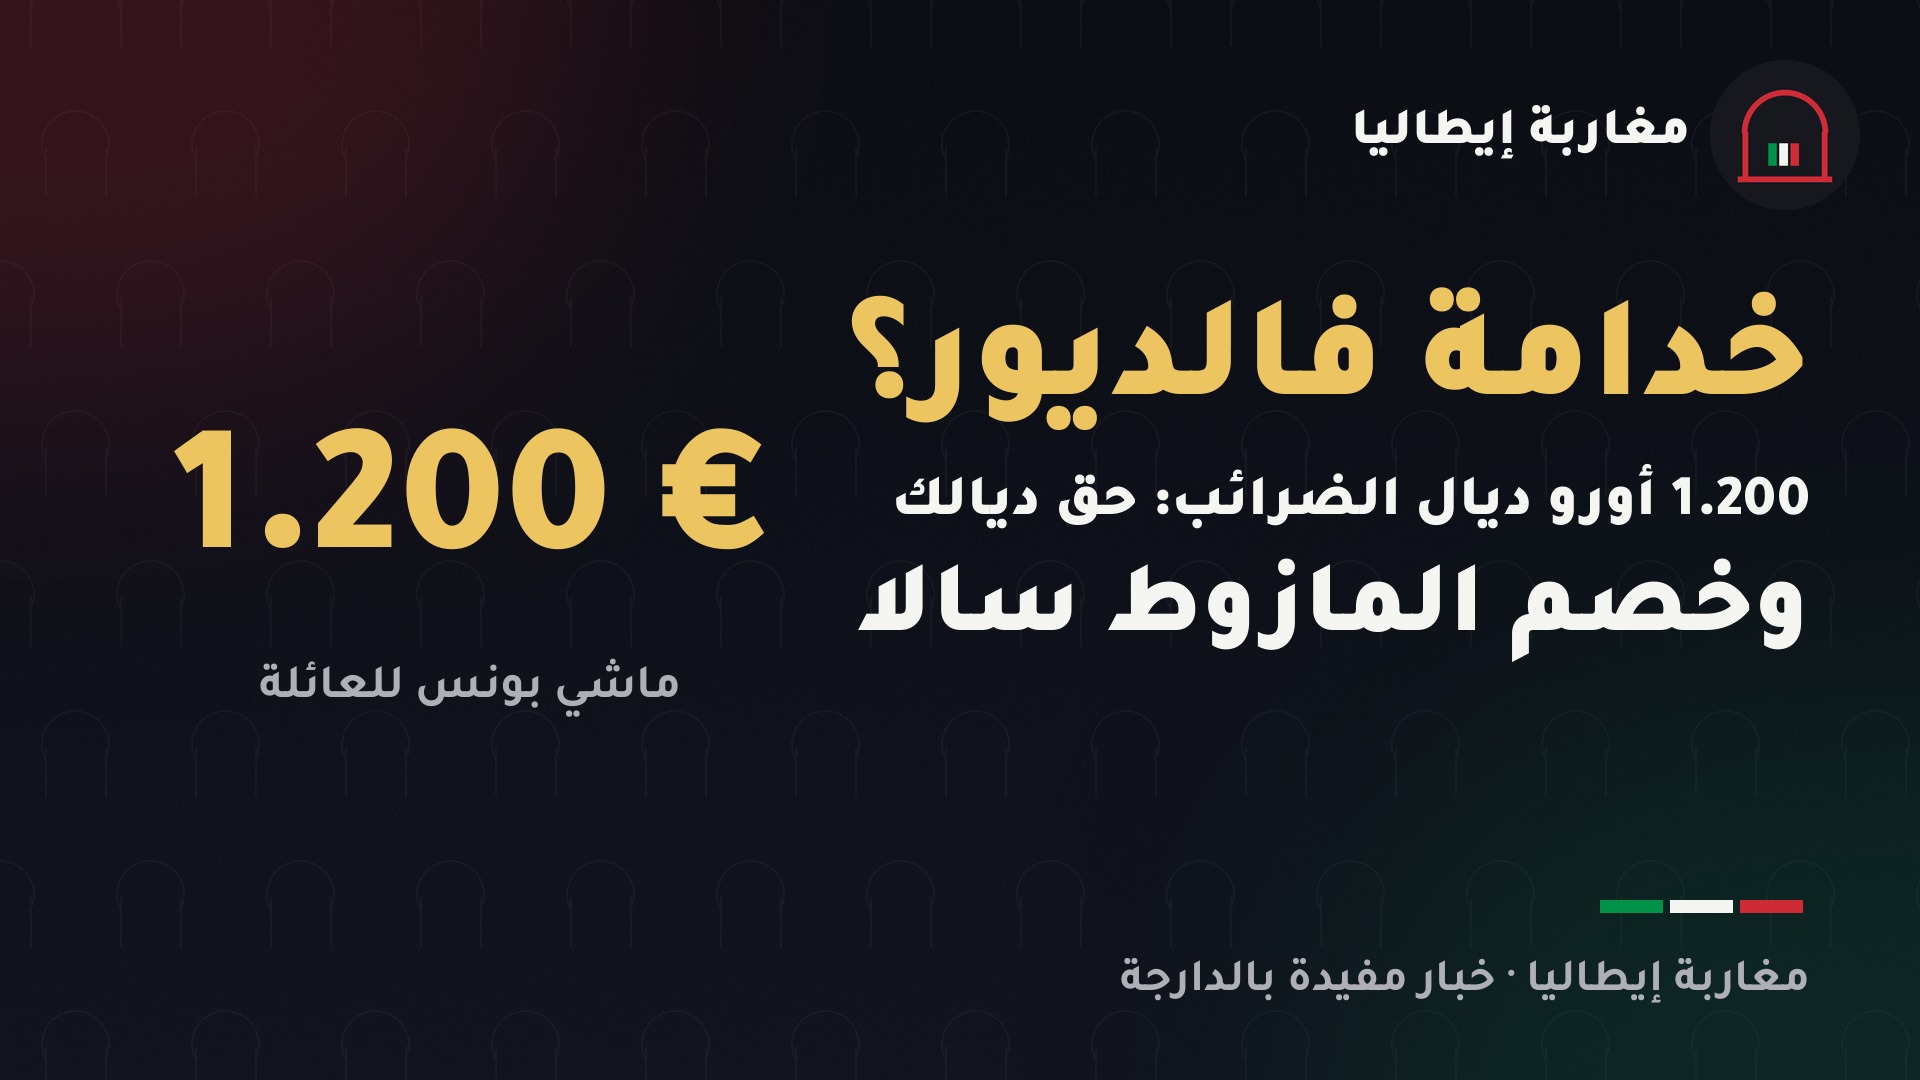 مغاربة إيطاليا
خدامة فالديور؟
1.200 أورو ديال الضرائب: حق ديالك
وخصم المازوط سالا
1.200 €
ماشي بونس للعائلة
مغاربة إيطاليا · خبار مفيدة بالدارجة